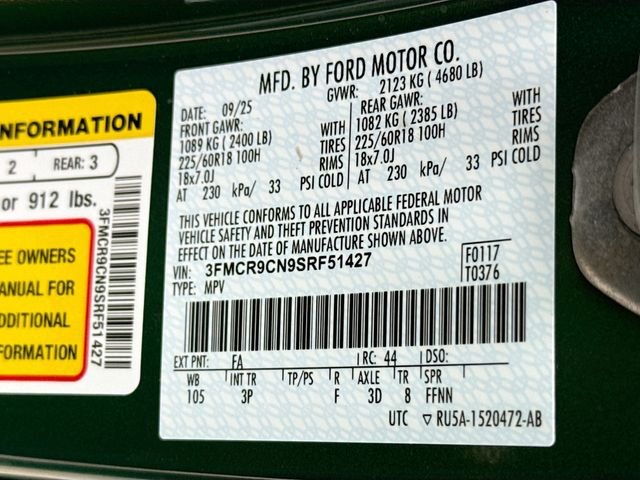 NFORMATION
2 REAR: 3
or 912 lbs.
EE OWNERS
ANUAL FOR
DDITIONAL
FORMATION
3FMCR9CN9SRF51427
MFD. BY FORD MOTOR CO.
DATE: 09/25 GVWR: 2123 KG ( 4680 LB)
FRONT GAWR: REAR GAWR:
1089 KG ( 2400 LB) WITH 1082 KG ( 2385 LB) WITH
225/60R18 100H TIRES 225/60R18 100H TIRES
18x7.0J RIMS 18x7.0J RIMS
AT 230 kPa/ 33 PSI COLD AT 230 kPa/ 33 PSI COLD
THIS VEHICLE CONFORMS TO ALL APPLICABLE FEDERAL MOTOR
VEHICLE SAFETY AND THEFT PREVENTION STANDARDS IN
EFFECT ON THE DATE OF MANUFACTURE SHOWN ABOVE.
VIN: 3FMCR9CN9SRF51427 F0117
TYPE: MPV T0376
EXT PNT: FA RC: 44 DSO:
WB INT TR TP/PS R AXLE TR SPR
105 3P F 3D 8 FFNN
UTC ▽ RU5A-1520472-AB